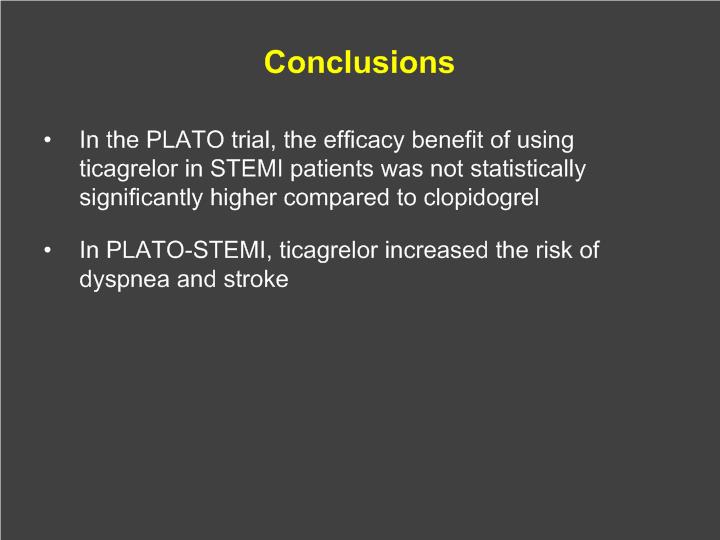 Conclusions
• In the PLATO trial, the efficacy benefit of using
ticagrelor in STEMI patients was not statistically
significantly higher compared to clopidogrel
• In PLATO-STEMI, ticagrelor increased the risk of
dyspnea and stroke